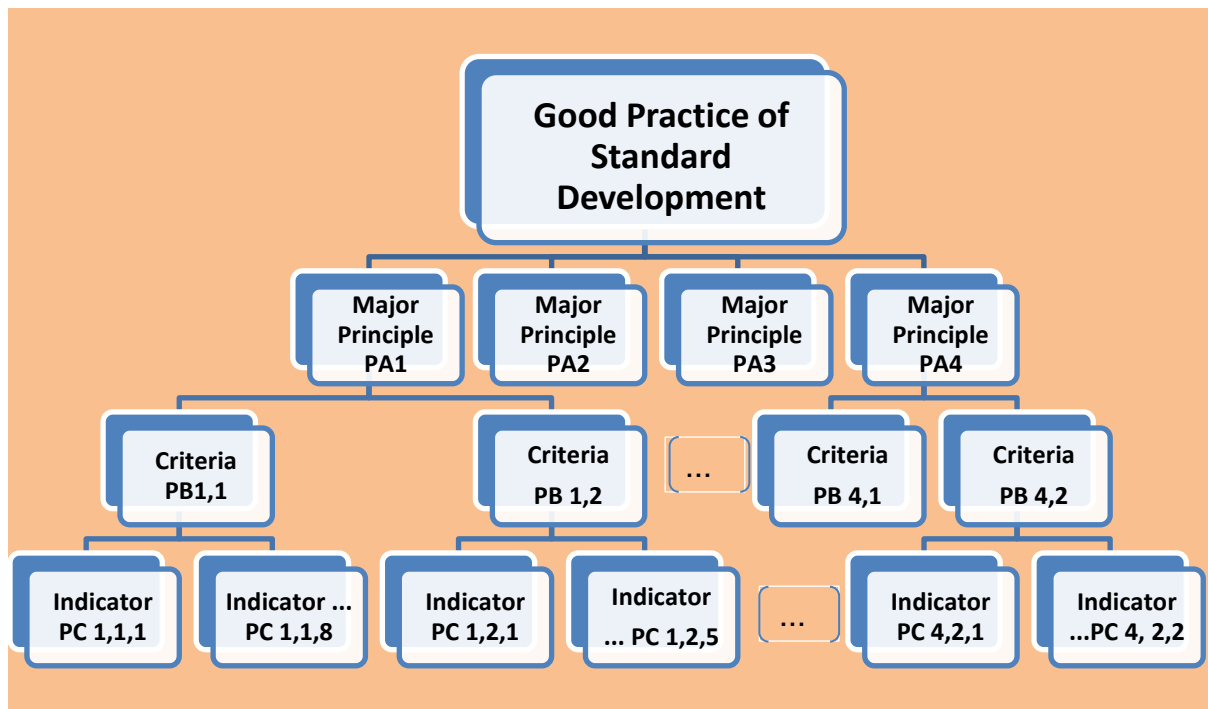 Good Practice of
Standard
Development
Major
Principle
PA1
Major
Principle
PA2
Major
Principle
PA3
Major
Principle
PA4
Criteria
PB1,1
Criteria
PB 1,2
...
Criteria
PB 4,1
Criteria
PB 4,2
Indicator
PC 1,1,1
Indicator ...
PC 1,1,8
Indicator
PC 1,2,1
Indicator
... PC 1,2,5
...
Indicator
PC 4,2,1
Indicator
...PC 4, 2,2